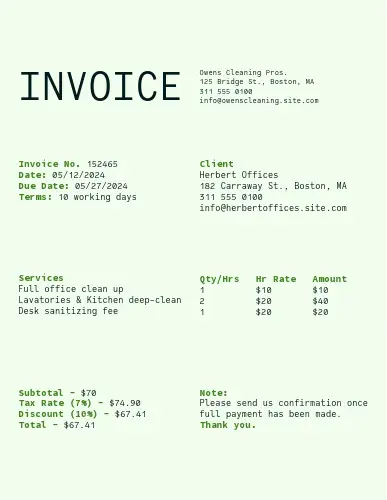 INVOICE
Owens Cleaning Pros.
125 Bridge St., Boston, MA
311 555 0100
info@owenscleaning.site.com
Invoice No. 152465
Date: 05/12/2024
Due Date: 05/27/2024
Terms: 10 working days
Client
Herbert Offices
182 Carraway St., Boston, MA
311 555 0100
info@herbertoffices.site.com
Services Qty/Hrs Hr Rate Amount
Full office clean up 1 $10 $10
Lavatories & Kitchen deep-clean 2 $20 $40
Desk sanitizing fee 1 $20 $20
Subtotal - $70
Tax Rate (7%) - $74.90
Discount (10%) - $67.41
Total - $67.41
Note:
Please send us confirmation once
full payment has been made.
Thank you.